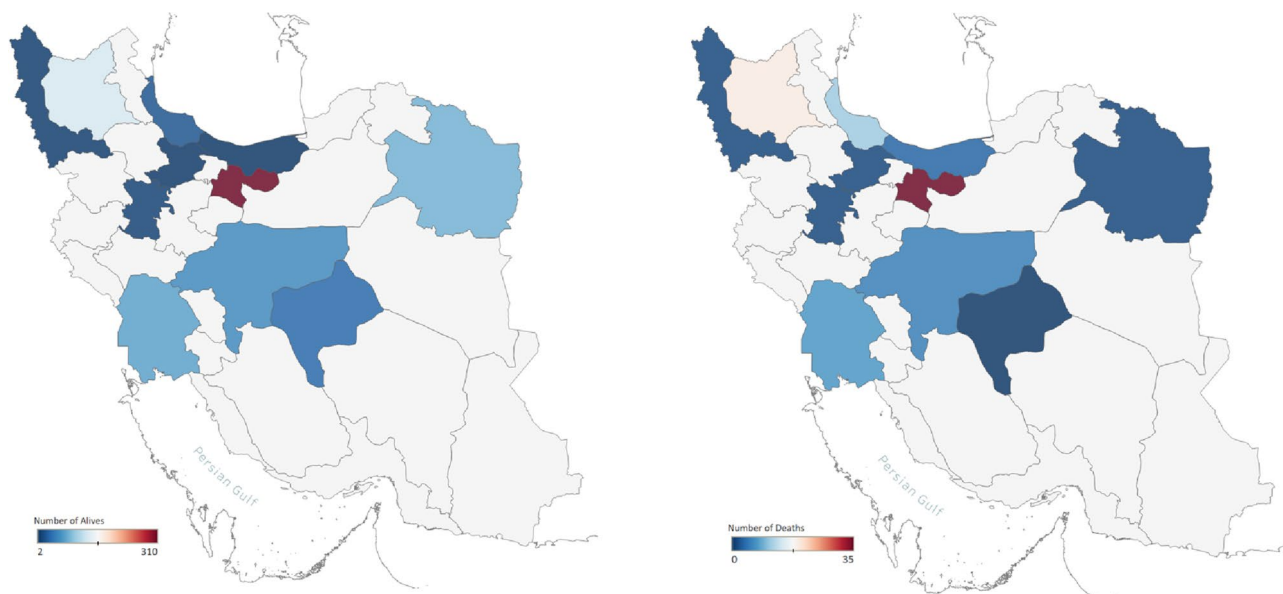 Persian Gulf
Number of Alives
2 310
Persian Gulf
Number of Deaths
0 35